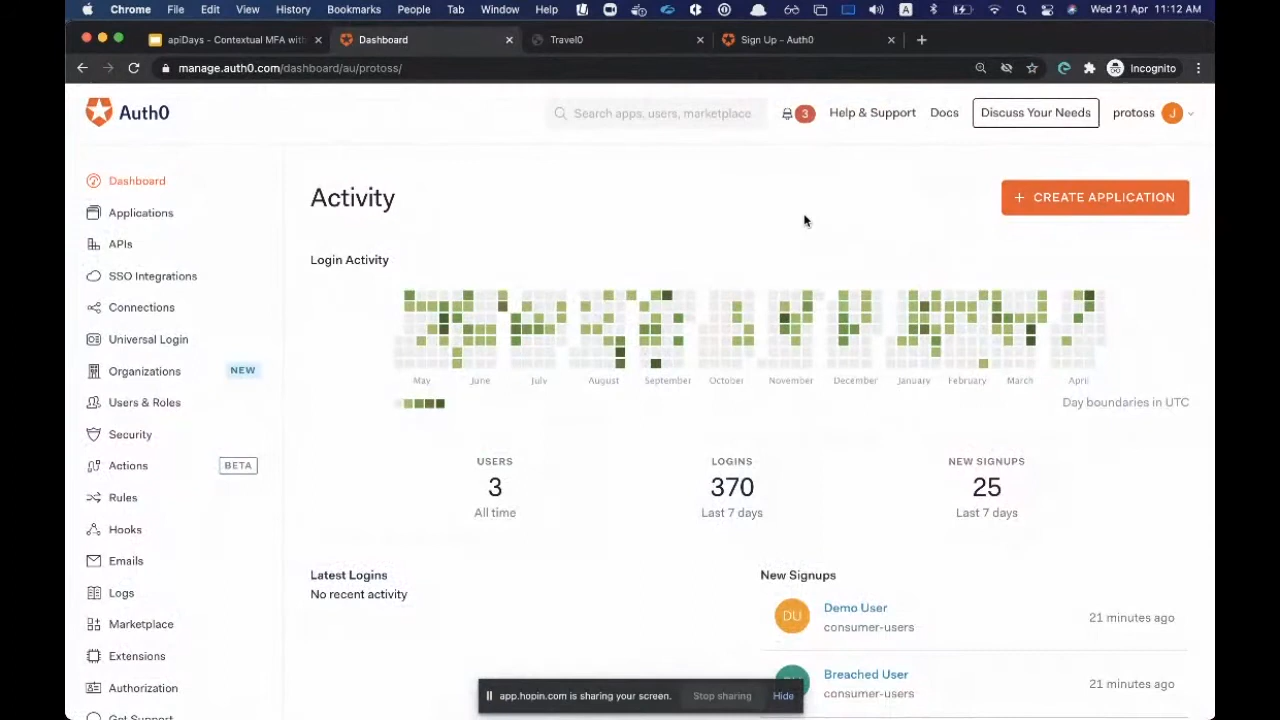 Chrome File Edit View History Bookmarks People Tab Window Help A Wed 21 Apr 11:12 AM
apiDays - Contextual MFA with Dashboard Travel0 Sign Up - Auth0
manage.auth0.com/dashboard/au/protoss/ Incognito
Auth0 Search apps, users, marketplace 3 Help & Support Docs Discuss Your Needs protoss J
Dashboard
Applications
APIs
SSO Integrations
Connections
Universal Login
Organizations NEW
Users & Roles
Security
Actions BETA
Rules
Hooks
Emails
Logs
Marketplace
Extensions
Authorization
Get Support
Activity
+ CREATE APPLICATION
Login Activity
May June July August September October November December January February March April
Day boundaries in UTC
USERS LOGINS NEW SIGNUPS
3 370 25
All time Last 7 days Last 7 days
Latest Logins
No recent activity
New Signups
DU Demo User 21 minutes ago
consumer-users
Breached User 21 minutes ago
consumer-users
app.hopin.com is sharing your screen. Stop sharing Hide